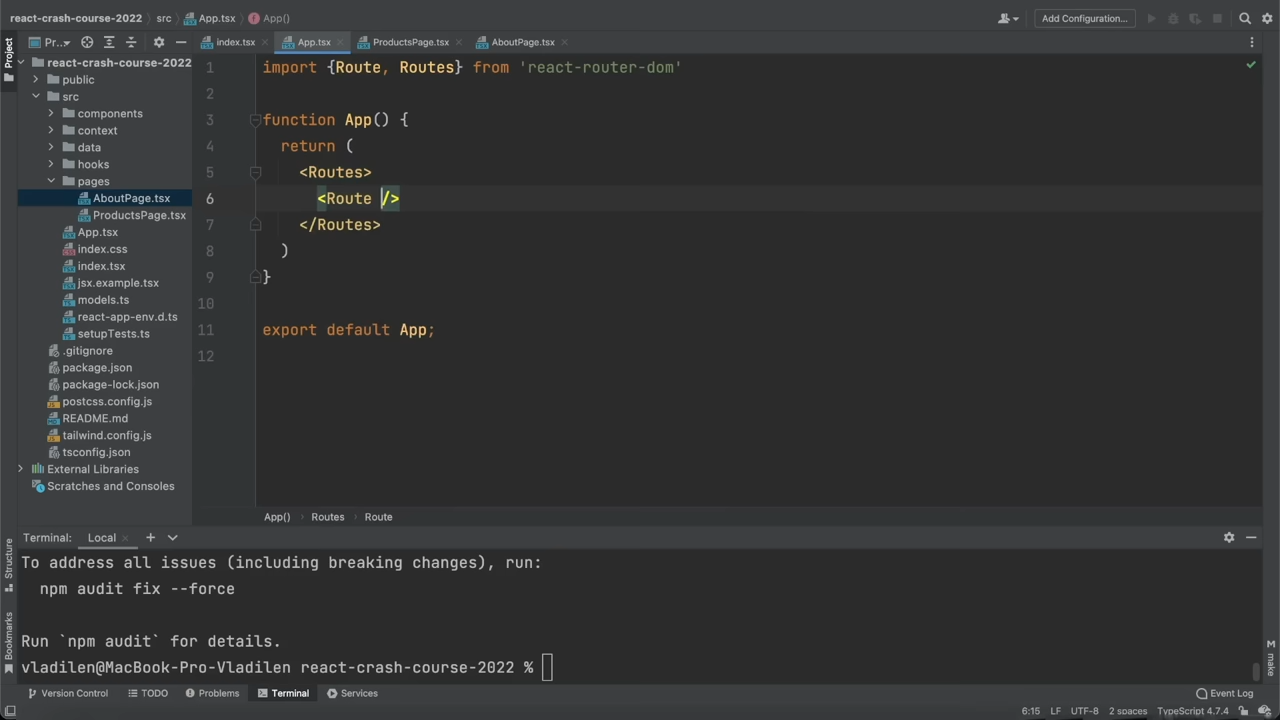 react-crash-course-2022 src App.tsx App() Add Configuration...
Project Pr... index.tsx App.tsx ProductsPage.tsx AboutPage.tsx
react-crash-course-2022
public
src
components
context
data
hooks
pages
AboutPage.tsx
ProductsPage.tsx
App.tsx
index.css
index.tsx
jsx.example.tsx
models.ts
react-app-env.d.ts
setupTests.ts
.gitignore
package.json
package-lock.json
postcss.config.js
README.md
tailwind.config.js
tsconfig.json
External Libraries
Scratches and Consoles
1 import {Route, Routes} from 'react-router-dom'
2
3 function App() {
4 return (
5 <Routes>
6 <Route />
7 </Routes>
8 )
9 }
10
11 export default App;
12
App() Routes Route
Structure
Bookmarks
make
Terminal: Local
To address all issues (including breaking changes), run:
npm audit fix --force
Run `npm audit` for details.
vladilen@MacBook-Pro-Vladilen react-crash-course-2022 %
Version Control TODO Problems Terminal Services Event Log
6:15 LF UTF-8 2 spaces TypeScript 4.7.4